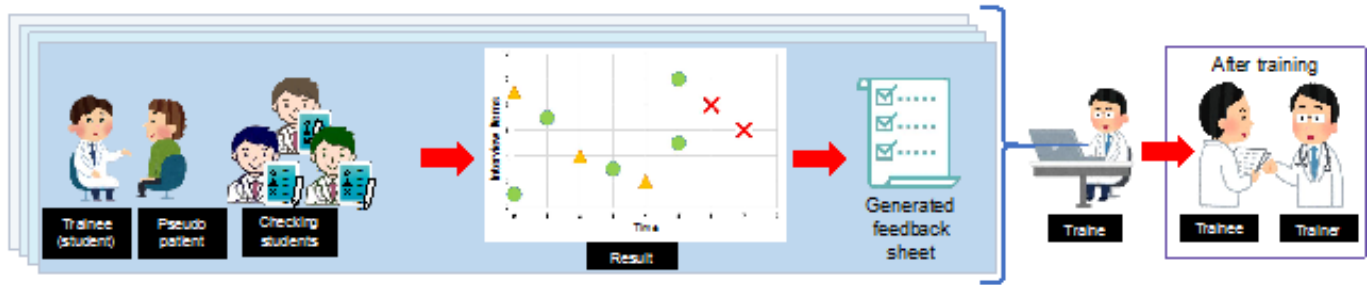 Trainee
(student)
Pseudo
patient
Checking
students
Interview Items
Time
Result
Generated
feedback
sheet
Traine
After training
Trainee
Trainer